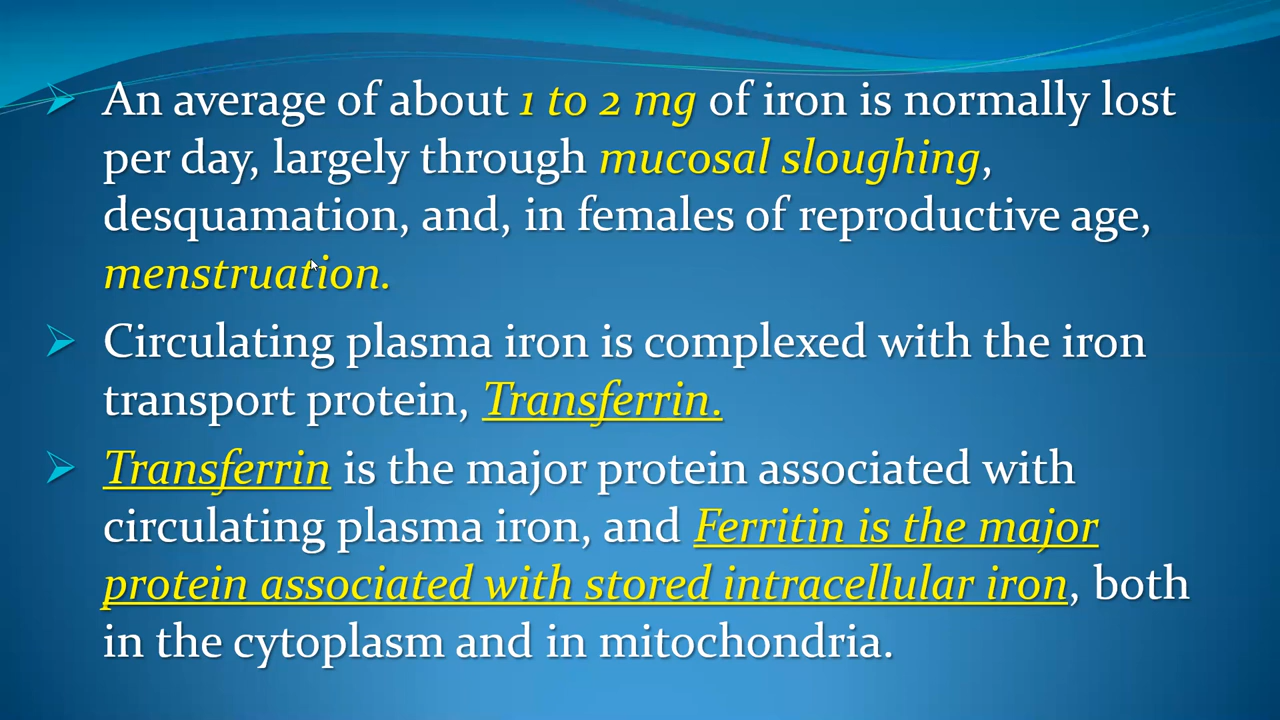 An average of about 1 to 2 mg of iron is normally lost
per day, largely through mucosal sloughing,
desquamation, and, in females of reproductive age,
menstruation.
Circulating plasma iron is complexed with the iron
transport protein, Transferrin.
Transferrin is the major protein associated with
circulating plasma iron, and Ferritin is the major
protein associated with stored intracellular iron, both
in the cytoplasm and in mitochondria.